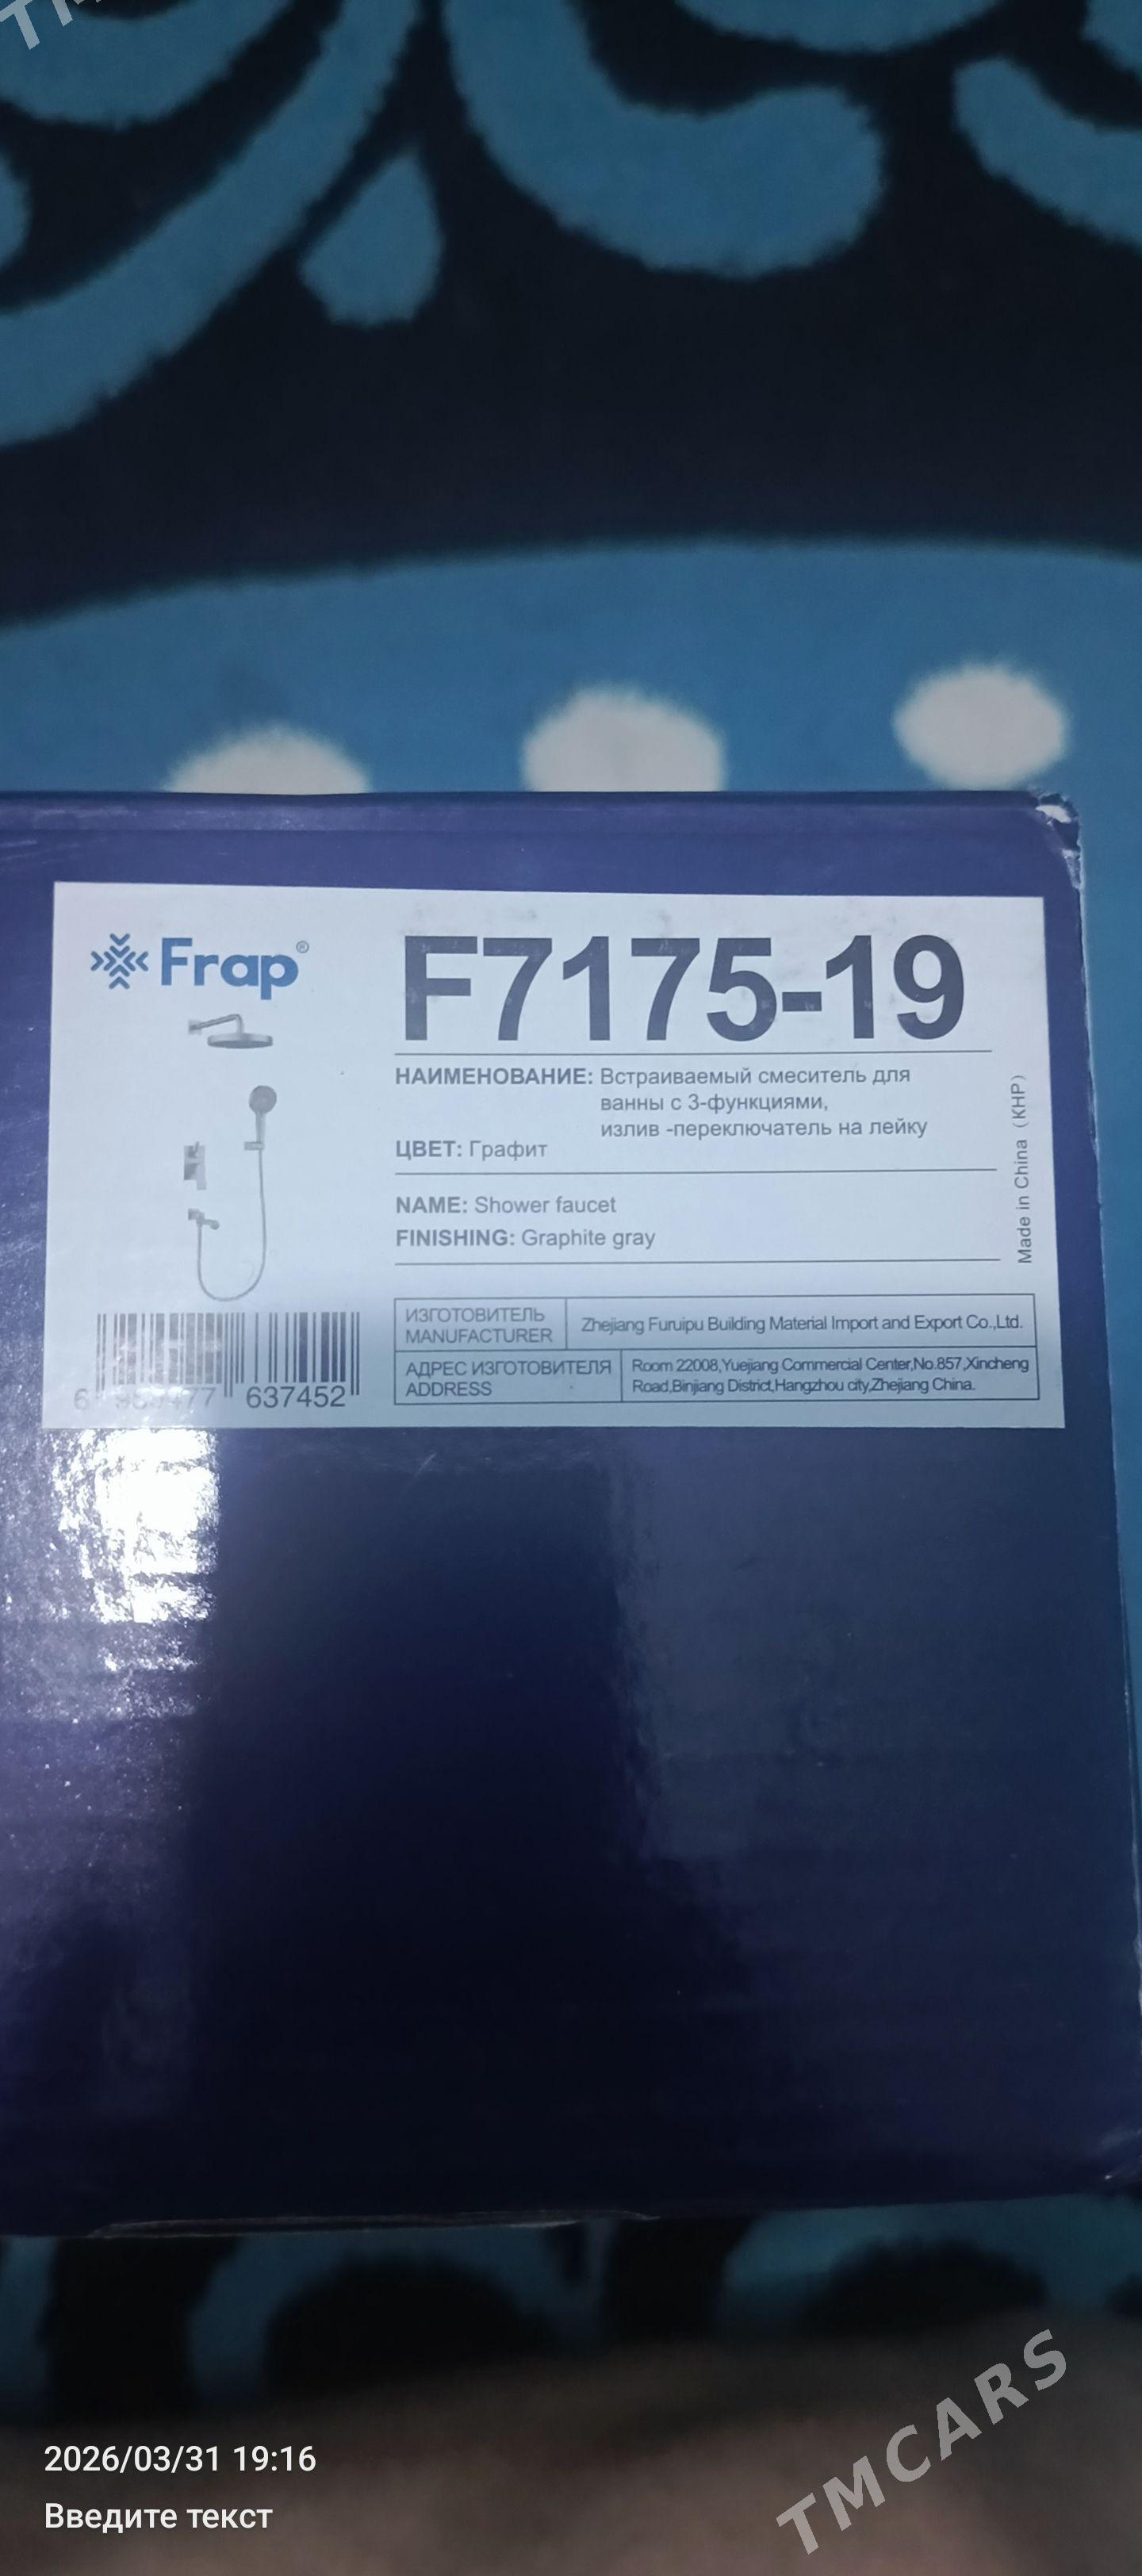 Frap®
F7175-19
НАИМЕНОВАНИЕ: Встраиваемый смеситель для
ванны с 3-функциями,
излив -переключатель на лейку
ЦВЕТ: Графит
NAME: Shower faucet
FINISHING: Graphite gray
Made in China (КНР)
ИЗГОТОВИТЕЛЬ
MANUFACTURER
Zhejiang Furuipu Building Material Import and Export Co.,Ltd.
АДРЕС ИЗГОТОВИТЕЛЯ
ADDRESS
Room 22008,Yuejiang Commercial Center,No.857,Xincheng
Road,Binjiang District,Hangzhou city,Zhejiang China.
637452
2026/03/31 19:16
Введите текст
TMCARS